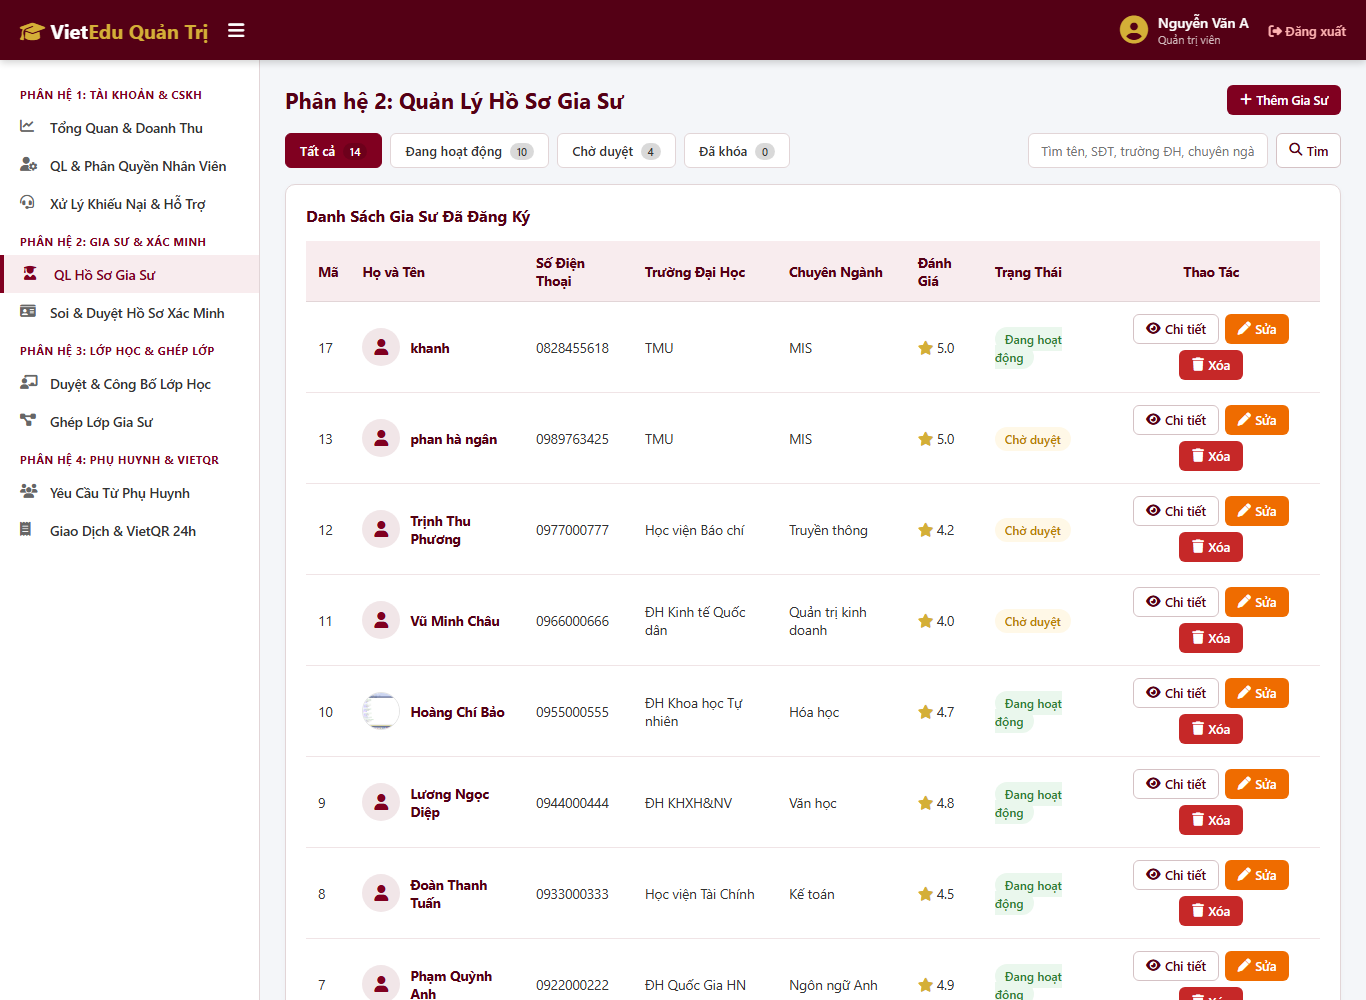 VietEdu Quản Trị
Nguyễn Văn A
Quản trị viên
Đăng xuất
PHÂN HỆ 1: TÀI KHOẢN & CSKH
Tổng Quan & Doanh Thu
QL & Phân Quyền Nhân Viên
Xử Lý Khiếu Nại & Hỗ Trợ
PHÂN HỆ 2: GIA SƯ & XÁC MINH
QL Hồ Sơ Gia Sư
Soi & Duyệt Hồ Sơ Xác Minh
PHÂN HỆ 3: LỚP HỌC & GHÉP LỚP
Duyệt & Công Bố Lớp Học
Ghép Lớp Gia Sư
PHÂN HỆ 4: PHỤ HUYNH & VIETQR
Yêu Cầu Từ Phụ Huynh
Giao Dịch & VietQR 24h
Phân hệ 2: Quản Lý Hồ Sơ Gia Sư
+ Thêm Gia Sư
Tất cả 14
Đang hoạt động 10
Chờ duyệt 4
Đã khóa 0
Tìm tên, SĐT, trường ĐH, chuyên ngà
Tìm
Danh Sách Gia Sư Đã Đăng Ký
Mã Họ và Tên Số Điện Thoại Trường Đại Học Chuyên Ngành Đánh Giá Trạng Thái Thao Tác
17 khanh 0828455618 TMU MIS 5.0 Đang hoạt động Chi tiết Sửa Xóa
13 phan hà ngân 0989763425 TMU MIS 5.0 Chờ duyệt Chi tiết Sửa Xóa
12 Trịnh Thu Phương 0977000777 Học viện Báo chí Truyền thông 4.2 Chờ duyệt Chi tiết Sửa Xóa
11 Vũ Minh Châu 0966000666 ĐH Kinh tế Quốc dân Quản trị kinh doanh 4.0 Chờ duyệt Chi tiết Sửa Xóa
10 Hoàng Chí Bảo 0955000555 ĐH Khoa học Tự nhiên Hóa học 4.7 Đang hoạt động Chi tiết Sửa Xóa
9 Lương Ngọc Diệp 0944000444 ĐH KHXH&NV Văn học 4.8 Đang hoạt động Chi tiết Sửa Xóa
8 Đoàn Thanh Tuấn 0933000333 Học viện Tài Chính Kế toán 4.5 Đang hoạt động Chi tiết Sửa Xóa
7 Phạm Quỳnh Anh 0922000222 ĐH Quốc Gia HN Ngôn ngữ Anh 4.9 Đang hoạt động Chi tiết Sửa Xóa